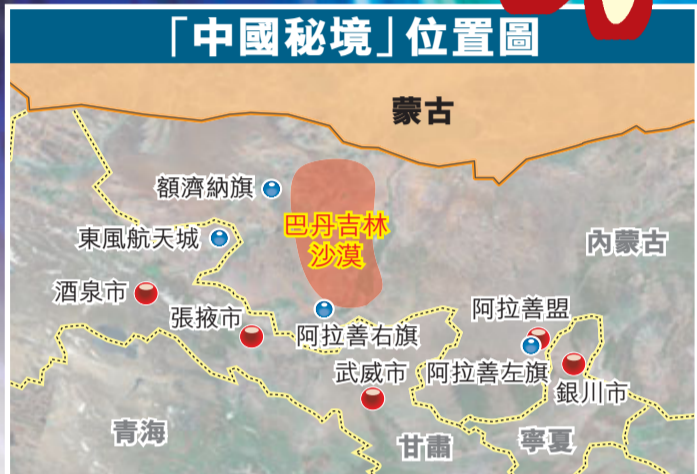 「中國秘境」位置圖
蒙古
額濟納旗
巴丹吉林
沙漠
東風航天城
內蒙古
酒泉市
張掖市
阿拉善右旗
阿拉善盟
武威市
阿拉善左旗
銀川市
青海
甘肅
寧夏